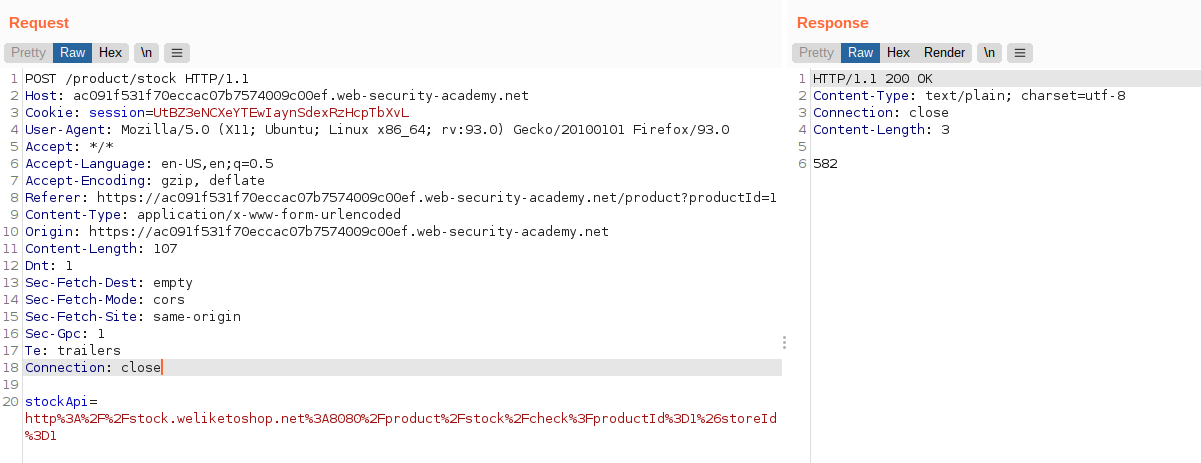 Request
Pretty Raw Hex \n
1 POST /product/stock HTTP/1.1
2 Host: ac091f531f70eccac07b7574009c00ef.web-security-academy.net
3 Cookie: session=UtBZ3eNCXeYTEwIaynSdexRzHcpTbXvL
4 User-Agent: Mozilla/5.0 (X11; Ubuntu; Linux x86_64; rv:93.0) Gecko/20100101 Firefox/93.0
5 Accept: */*
6 Accept-Language: en-US,en;q=0.5
7 Accept-Encoding: gzip, deflate
8 Referer: https://ac091f531f70eccac07b7574009c00ef.web-security-academy.net/product?productId=1
9 Content-Type: application/x-www-form-urlencoded
10 Origin: https://ac091f531f70eccac07b7574009c00ef.web-security-academy.net
11 Content-Length: 107
12 Dnt: 1
13 Sec-Fetch-Dest: empty
14 Sec-Fetch-Mode: cors
15 Sec-Fetch-Site: same-origin
16 Sec-Gpc: 1
17 Te: trailers
18 Connection: close
19
20 stockApi=
http%3A%2F%2Fstock.weliketoshop.net%3A8080%2Fproduct%2Fstock%2Fcheck%3FproductId%3D1%26storeId
%3D1
Response
Pretty Raw Hex Render \n
1 HTTP/1.1 200 OK
2 Content-Type: text/plain; charset=utf-8
3 Connection: close
4 Content-Length: 3
5
6 582